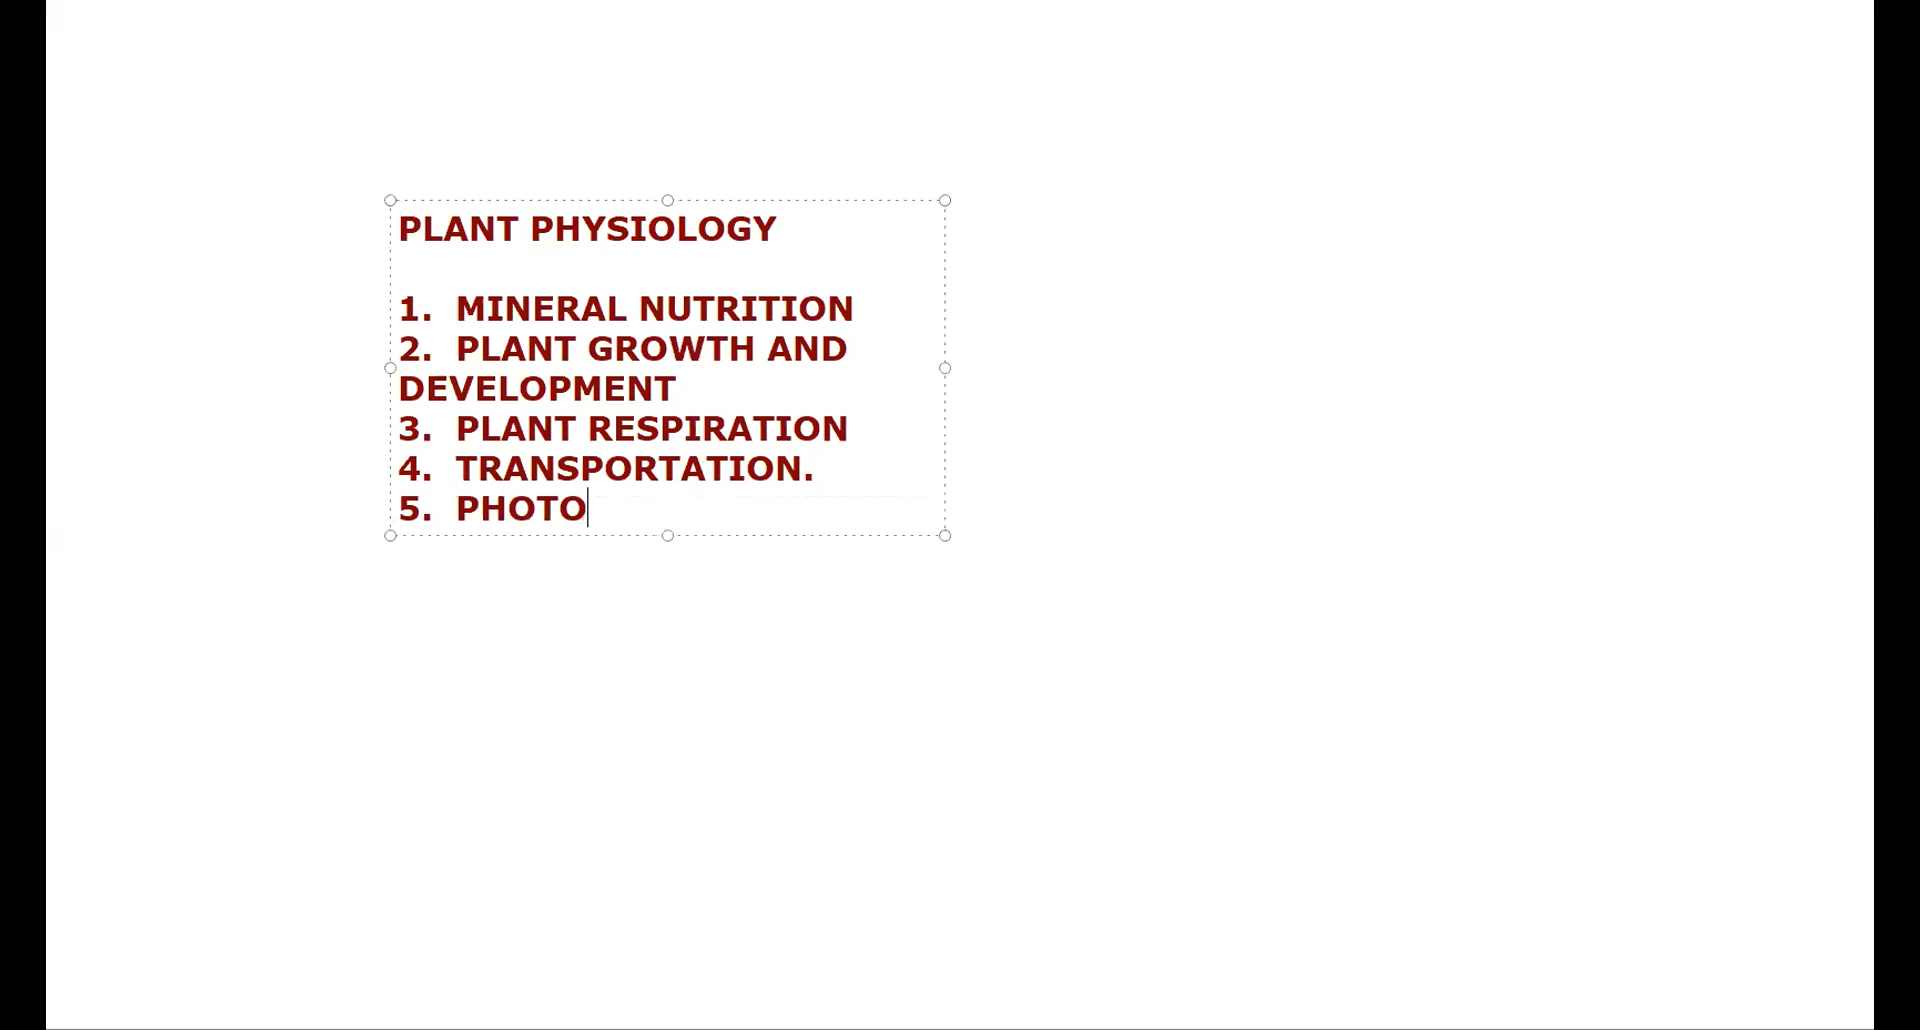 PLANT PHYSIOLOGY
1. MINERAL NUTRITION
2. PLANT GROWTH AND
DEVELOPMENT
3. PLANT RESPIRATION
4. TRANSPORTATION.
5. PHOTO